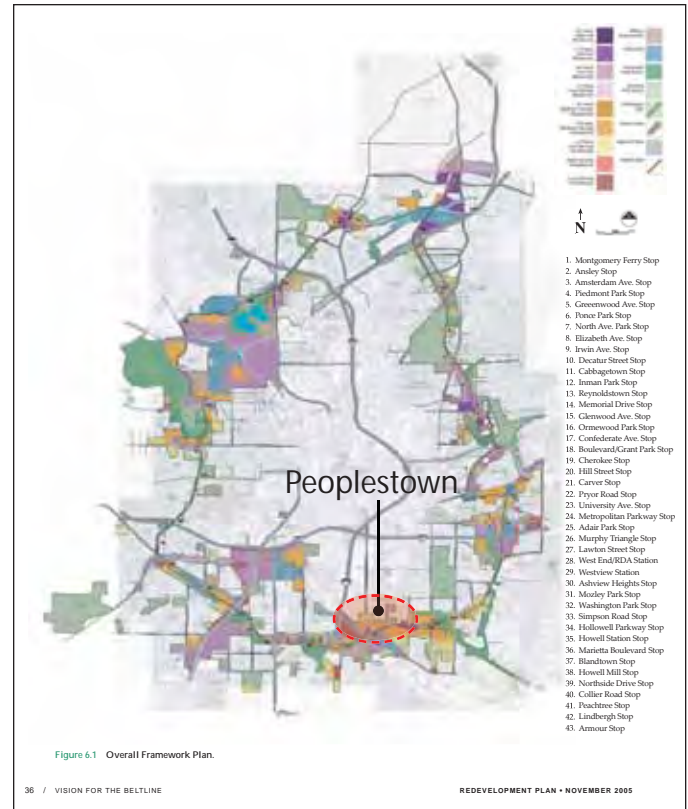 N
1. Montgomery Ferry Stop
2. Ansley Stop
3. Amsterdam Ave. Stop
4. Piedmont Park Stop
5. Greeenwood Ave. Stop
6. Ponce Park Stop
7. North Ave. Park Stop
8. Elizabeth Ave. Stop
9. Irwin Ave. Stop
10. Decatur Street Stop
11. Cabbagetown Stop
12. Inman Park Stop
13. Reynoldstown Stop
14. Memorial Drive Stop
15. Glenwood Ave. Stop
16. Ormewood Park Stop
17. Confederate Ave. Stop
18. Boulevard/Grant Park Stop
19. Cherokee Stop
20. Hill Street Stop
21. Carver Stop
22. Pryor Road Stop
23. University Ave. Stop
24. Metropolitan Parkway Stop
25. Adair Park Stop
26. Murphy Triangle Stop
27. Lawton Street Stop
28. West End/RDA Station
29. Westview Station
30. Ashview Heights Stop
31. Mozley Park Stop
32. Washington Park Stop
33. Simpson Road Stop
34. Hollowell Parkway Stop
35. Howell Station Stop
36. Marietta Boulevard Stop
37. Blandtown Stop
38. Howell Mill Stop
39. Northside Drive Stop
40. Collier Road Stop
41. Peachtree Stop
42. Lindbergh Stop
43. Armour Stop
Peoplestown
Figure 6.1 Overall Framework Plan.
36 / VISION FOR THE BELTLINE
REDEVELOPMENT PLAN • NOVEMBER 2005